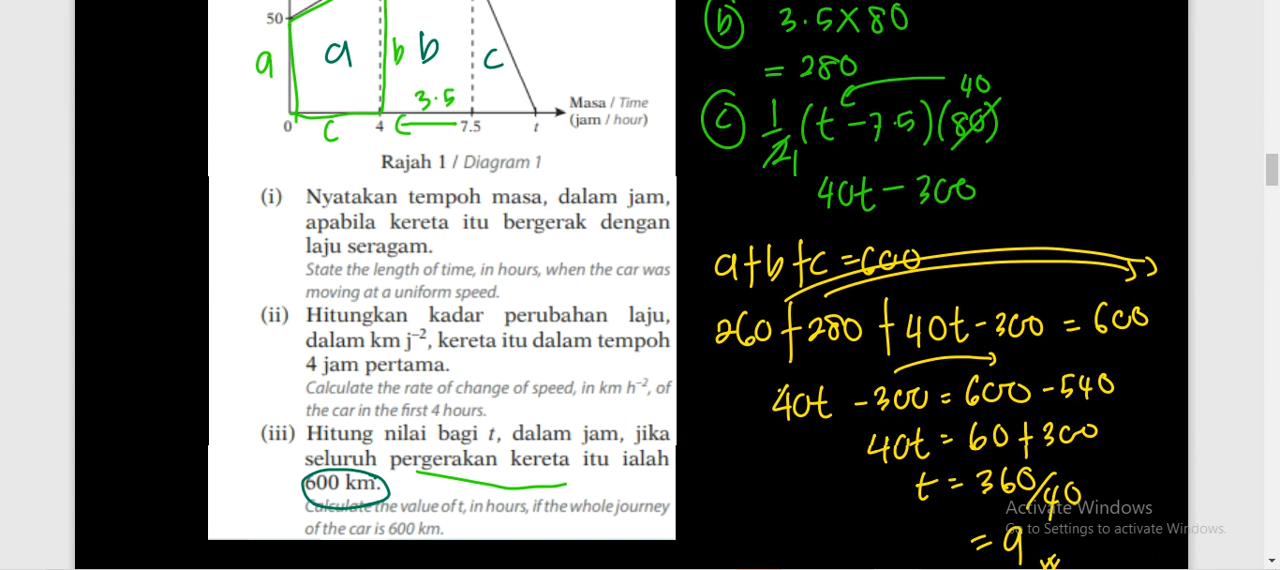 50
a
a
b
b
c
3.5
0
c
4
7.5
t
Masa / Time
(jam / hour)
Rajah 1 / Diagram 1
(i) Nyatakan tempoh masa, dalam jam,
apabila kereta itu bergerak dengan
laju seragam.
State the length of time, in hours, when the car was
moving at a uniform speed.
(ii) Hitungkan kadar perubahan laju,
dalam km j⁻², kereta itu dalam tempoh
4 jam pertama.
Calculate the rate of change of speed, in km h⁻², of
the car in the first 4 hours.
(iii) Hitung nilai bagi t, dalam jam, jika
seluruh pergerakan kereta itu ialah
600 km.
Calculate the value of t, in hours, if the whole journey
of the car is 600 km.
(b) 3.5 × 80
= 280
40
(c) 1/2 (t - 7.5)(80)
1
40t - 300
a + b + c = 600
260 + 280 + 40t - 300 = 600
40t - 300 = 600 - 540
40t = 60 + 300
t = 360/40
= 9
Activate Windows
Go to Settings to activate Windows.